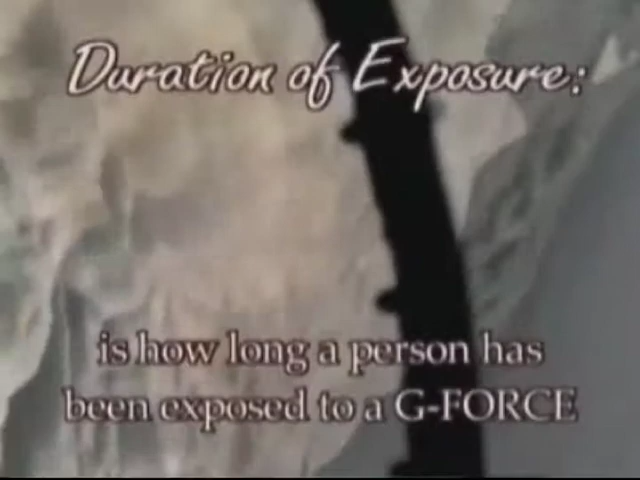 Duration of Exposure:
is how long a person has
been exposed to a G-FORCE